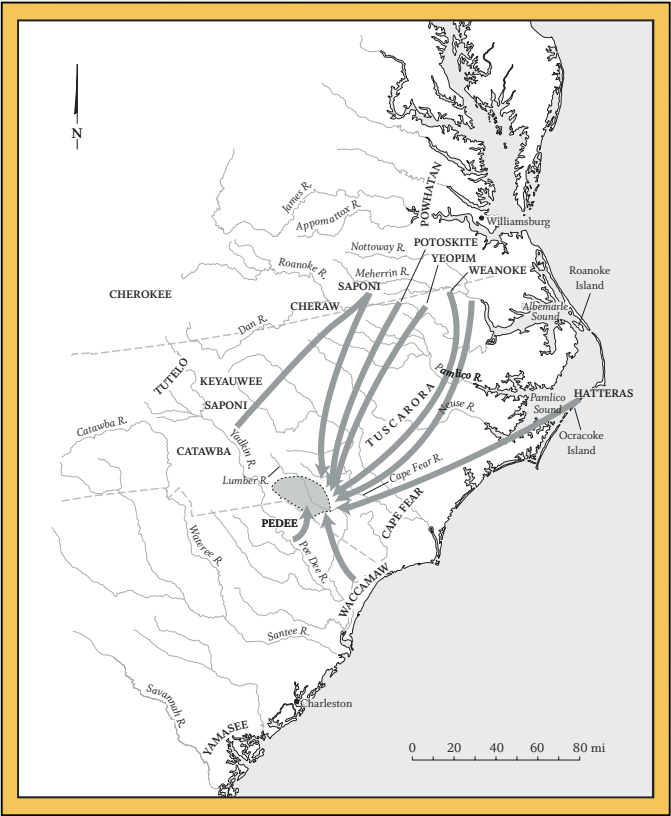 N
POWHATAN
James R.
Appomattox R.
Williamsburg
Nottoway R.
POTOSKITE
YEOPIM
Roanoke R.
Meherrin R.
WEANOKE
Roanoke
Island
SAPONI
CHEROKEE
CHERAW
Albemarle
Sound
Dan R.
TUTELO
KEYAUWEE
Pamlico R.
HATTERAS
SAPONI
TUSCARORA
Neuse R.
Pamlico
Sound
Catawba R.
Yadkin R.
Ocracoke
Island
CATAWBA
Cape Fear R.
Lumber R.
CAPE FEAR
PEDEE
Wateree R.
Pee Dee R.
WACCAMAW
Santee R.
Savannah R.
Charleston
YAMASEE
0 20 40 60 80 mi